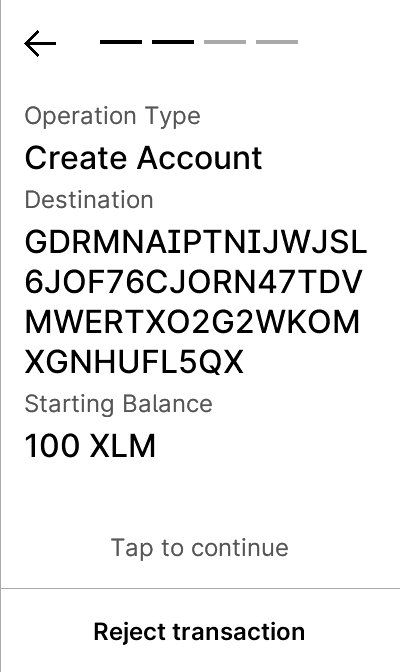 Operation Type
Create Account
Destination
GDRMNAIPTNIJWJSL
6JOF76CJORN47TDV
MWERTXO2G2WKOM
XGNHUFL5QX
Starting Balance
100 XLM
Tap to continue
Reject transaction